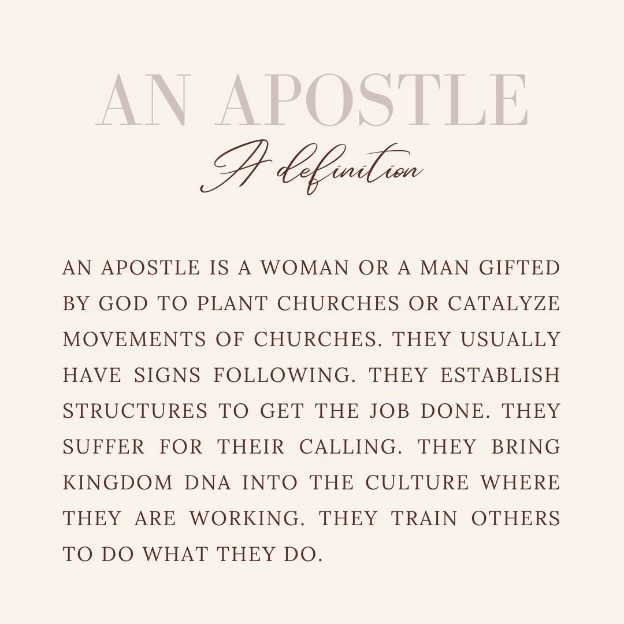 AN APOSTLE
A definition
AN APOSTLE IS A WOMAN OR A MAN GIFTED
BY GOD TO PLANT CHURCHES OR CATALYZE
MOVEMENTS OF CHURCHES. THEY USUALLY
HAVE SIGNS FOLLOWING. THEY ESTABLISH
STRUCTURES TO GET THE JOB DONE. THEY
SUFFER FOR THEIR CALLING. THEY BRING
KINGDOM DNA INTO THE CULTURE WHERE
THEY ARE WORKING. THEY TRAIN OTHERS
TO DO WHAT THEY DO.